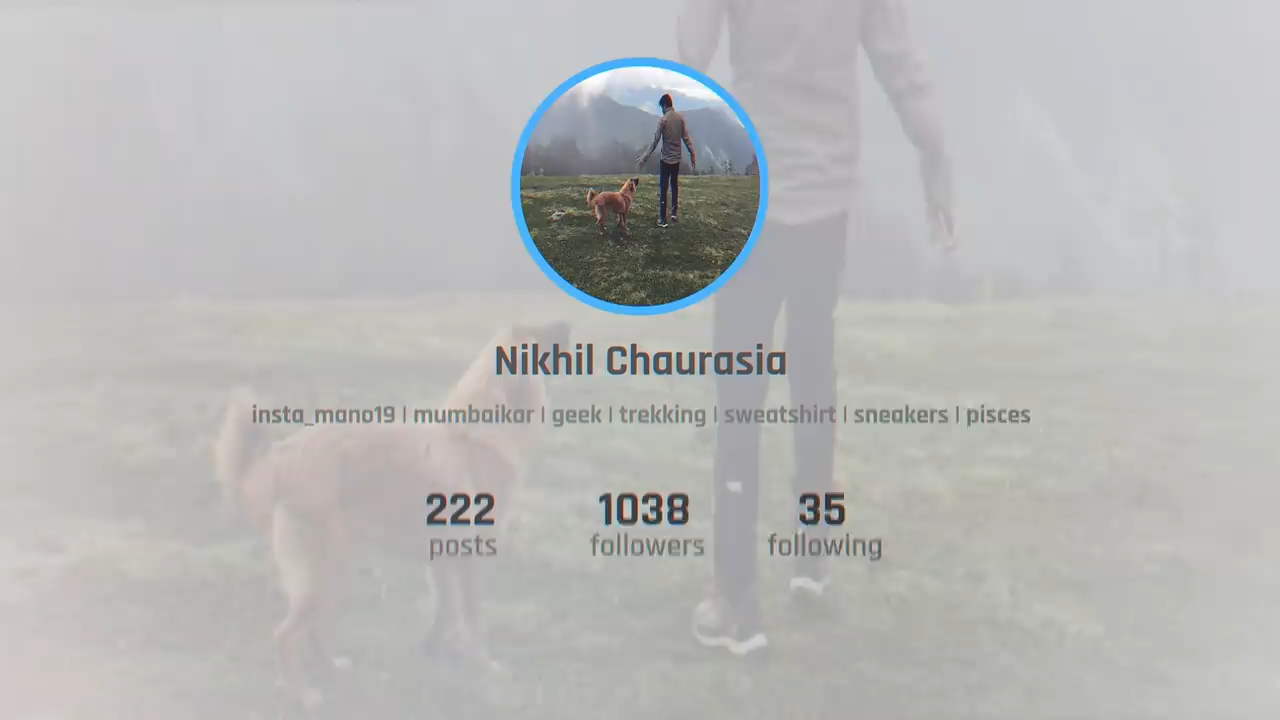 Nikhil Chaurasia
insta_mano19 | mumbaikar | geek | trekking | sweatshirt | sneakers | pisces
222 1038 35
posts followers following